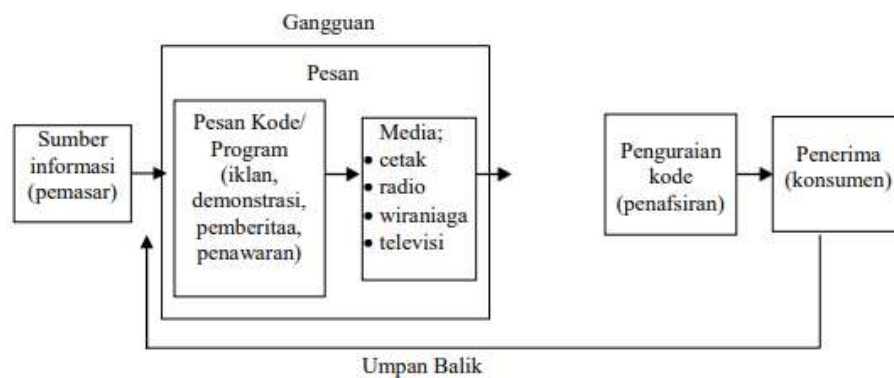 Gangguan
Pesan
Sumber
informasi
(pemasar)
Pesan Kode/
Program
(iklan,
demonstrasi,
pemberitaa,
penawaran)
Media;
• cetak
• radio
• wiraniaga
• televisi
Penguraian
kode
(penafsiran)
Penerima
(konsumen)
Umpan Balik